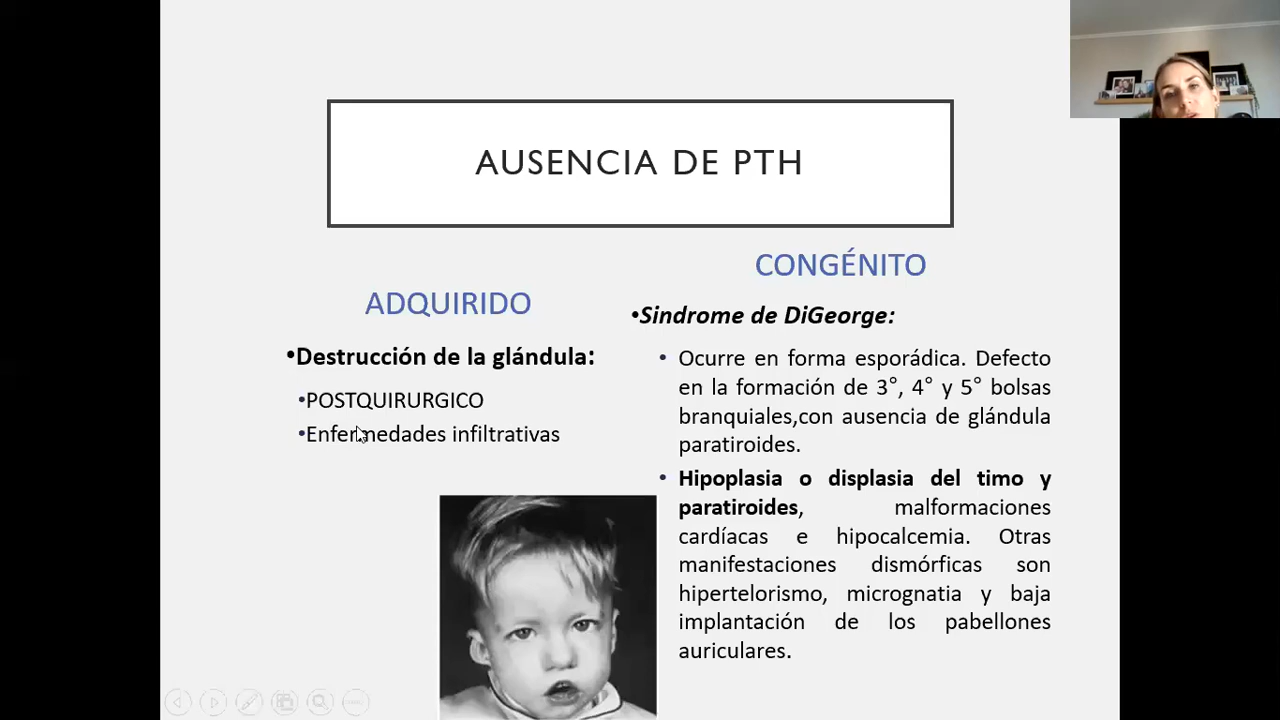 AUSENCIA DE PTH
ADQUIRIDO
•Destrucción de la glándula:
•POSTQUIRURGICO
•Enfermedades infiltrativas
CONGÉNITO
•Sindrome de DiGeorge:
• Ocurre en forma esporádica. Defecto
en la formación de 3°, 4° y 5° bolsas
branquiales,con ausencia de glándula
paratiroides.
• Hipoplasia o displasia del timo y
paratiroides, malformaciones
cardíacas e hipocalcemia. Otras
manifestaciones dismórficas son
hipertelorismo, micrognatia y baja
implantación de los pabellones
auriculares.